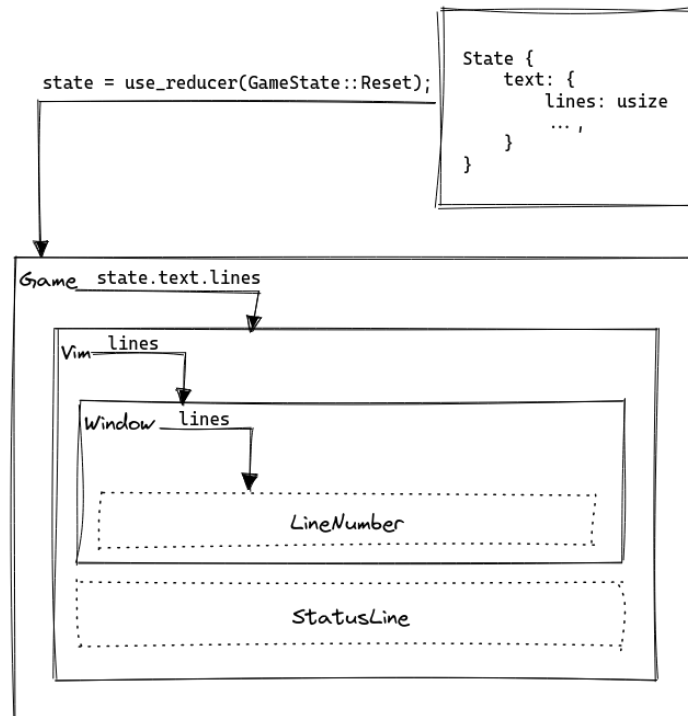 State {
text: {
lines: usize
...,
}
}
state = use_reducer(GameState::Reset);
Game state.text.lines
Vim lines
Window lines
LineNumber
StatusLine